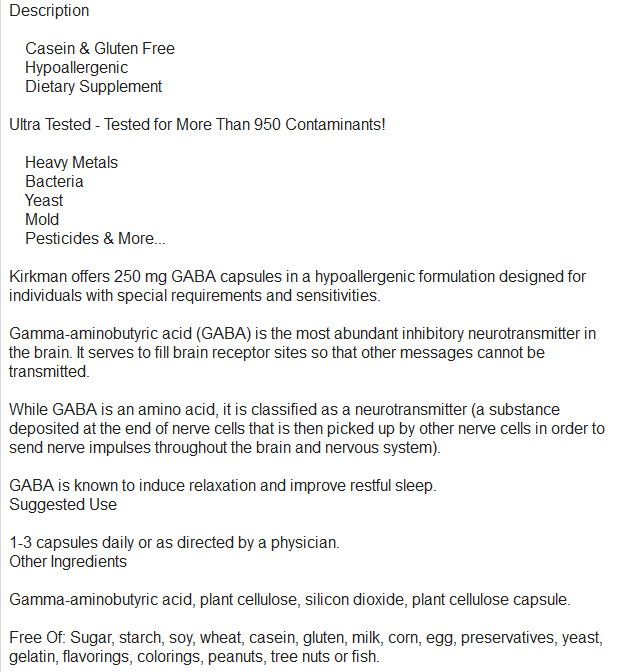 Description
Casein & Gluten Free
Hypoallergenic
Dietary Supplement
Ultra Tested - Tested for More Than 950 Contaminants!
Heavy Metals
Bacteria
Yeast
Mold
Pesticides & More...
Kirkman offers 250 mg GABA capsules in a hypoallergenic formulation designed for
individuals with special requirements and sensitivities.
Gamma-aminobutyric acid (GABA) is the most abundant inhibitory neurotransmitter in
the brain. It serves to fill brain receptor sites so that other messages cannot be
transmitted.
While GABA is an amino acid, it is classified as a neurotransmitter (a substance
deposited at the end of nerve cells that is then picked up by other nerve cells in order to
send nerve impulses throughout the brain and nervous system).
GABA is known to induce relaxation and improve restful sleep.
Suggested Use
1-3 capsules daily or as directed by a physician.
Other Ingredients
Gamma-aminobutyric acid, plant cellulose, silicon dioxide, plant cellulose capsule.
Free Of: Sugar, starch, soy, wheat, casein, gluten, milk, corn, egg, preservatives, yeast,
gelatin, flavorings, colorings, peanuts, tree nuts or fish.